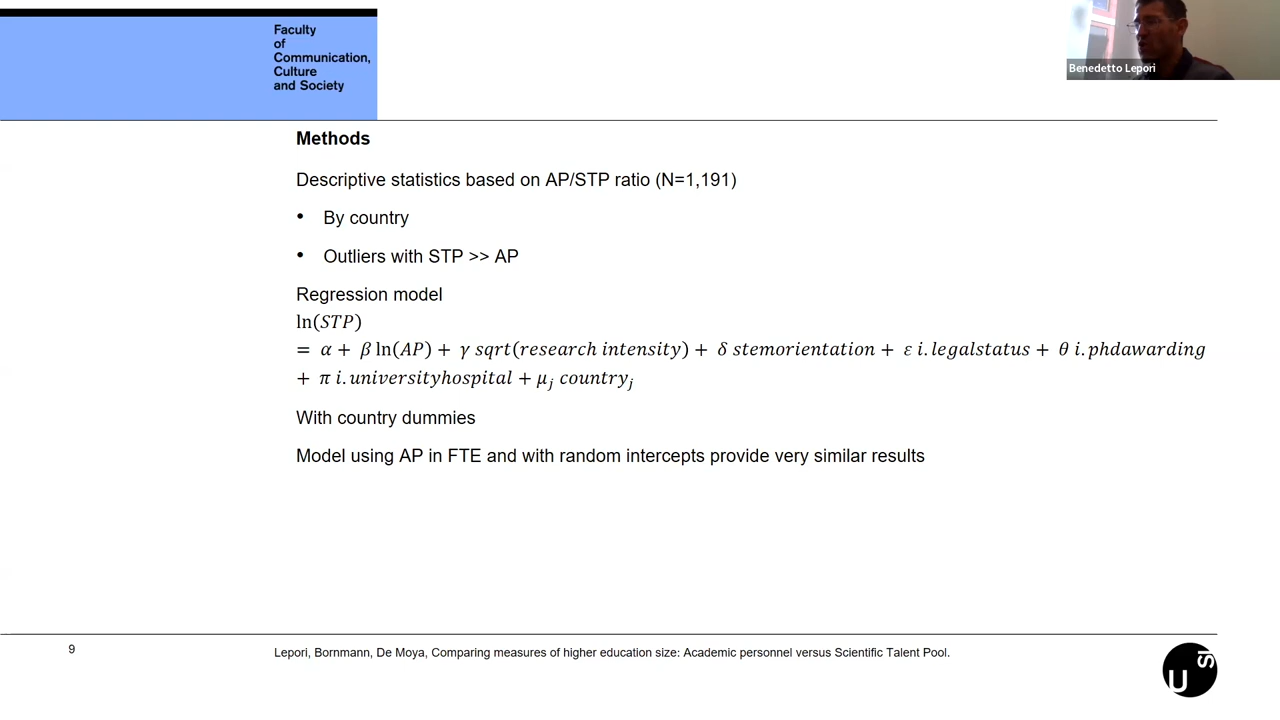 Faculty
of
Communication,
Culture
and Society
Benedetto Lepori
Methods
Descriptive statistics based on AP/STP ratio (N=1,191)
• By country
• Outliers with STP >> AP
Regression model
ln(STP)
= α + β ln(AP) + γ sqrt(research intensity) + δ stemorientation + ε i.legalstatus + θ i.phdawarding
+ π i.universityhospital + μⱼ countryⱼ
With country dummies
Model using AP in FTE and with random intercepts provide very similar results
9
Lepori, Bornmann, De Moya, Comparing measures of higher education size: Academic personnel versus Scientific Talent Pool.
USI